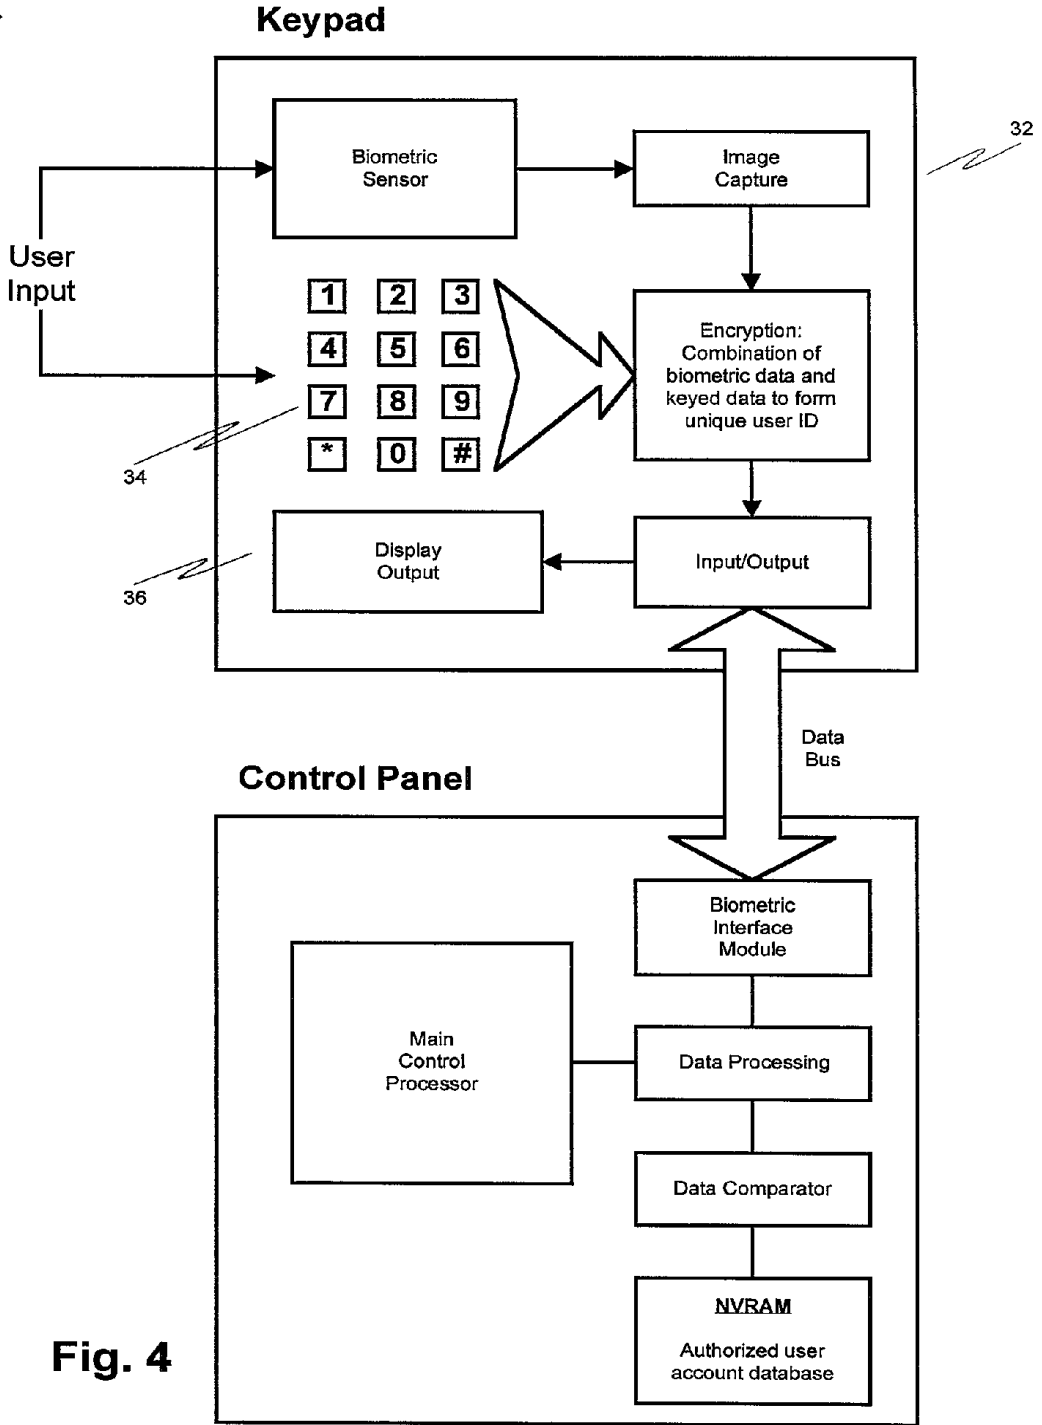 Keypad
32
Biometric
Sensor
Image
Capture
User
Input
1 2 3
4 5 6
7 8 9
* 0 #
Encryption:
Combination of
biometric data and
keyed data to form
unique user ID
34
Display
Output
Input/Output
36
Data
Bus
Control Panel
Biometric
Interface
Module
Main
Control
Processor
Data Processing
Data Comparator
NVRAM
Authorized user
account database
Fig. 4